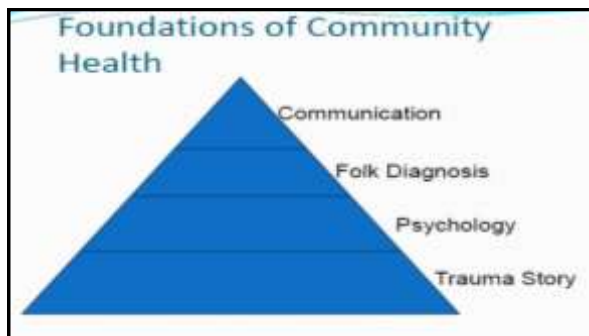 Foundations of Community
Health
Communication
Folk Diagnosis
Psychology
Trauma Story